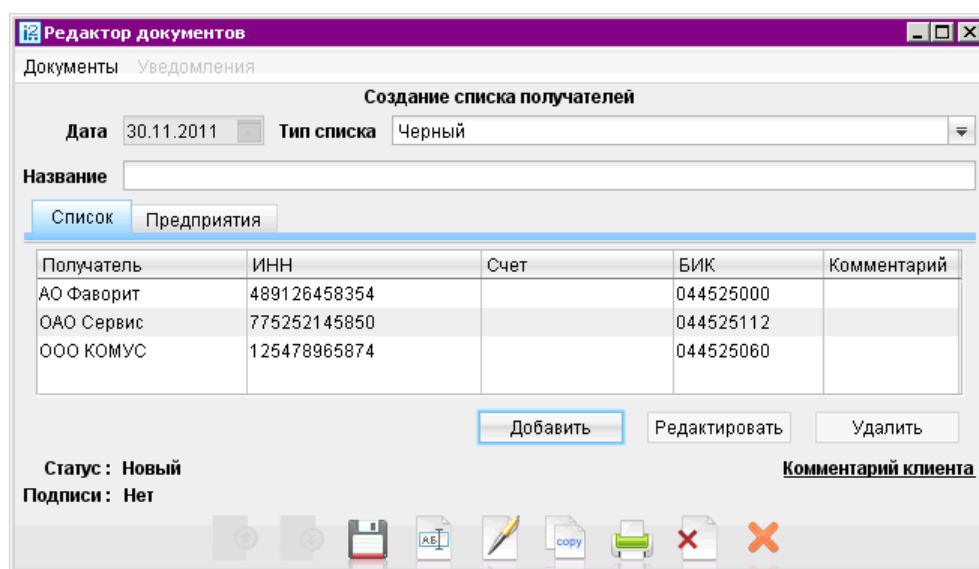 Редактор документов
Документы Уведомления
Создание списка получателей
Дата 30.11.2011 Тип списка Черный
Название
Список Предприятия
Получатель ИНН Счет БИК Комментарий
АО Фаворит 489126458354 044525000
ОАО Сервис 775252145850 044525112
ООО КОМУС 125478965874 044525060
Добавить Редактировать Удалить
Статус : Новый Комментарий клиента
Подписи : Нет
АБ copy